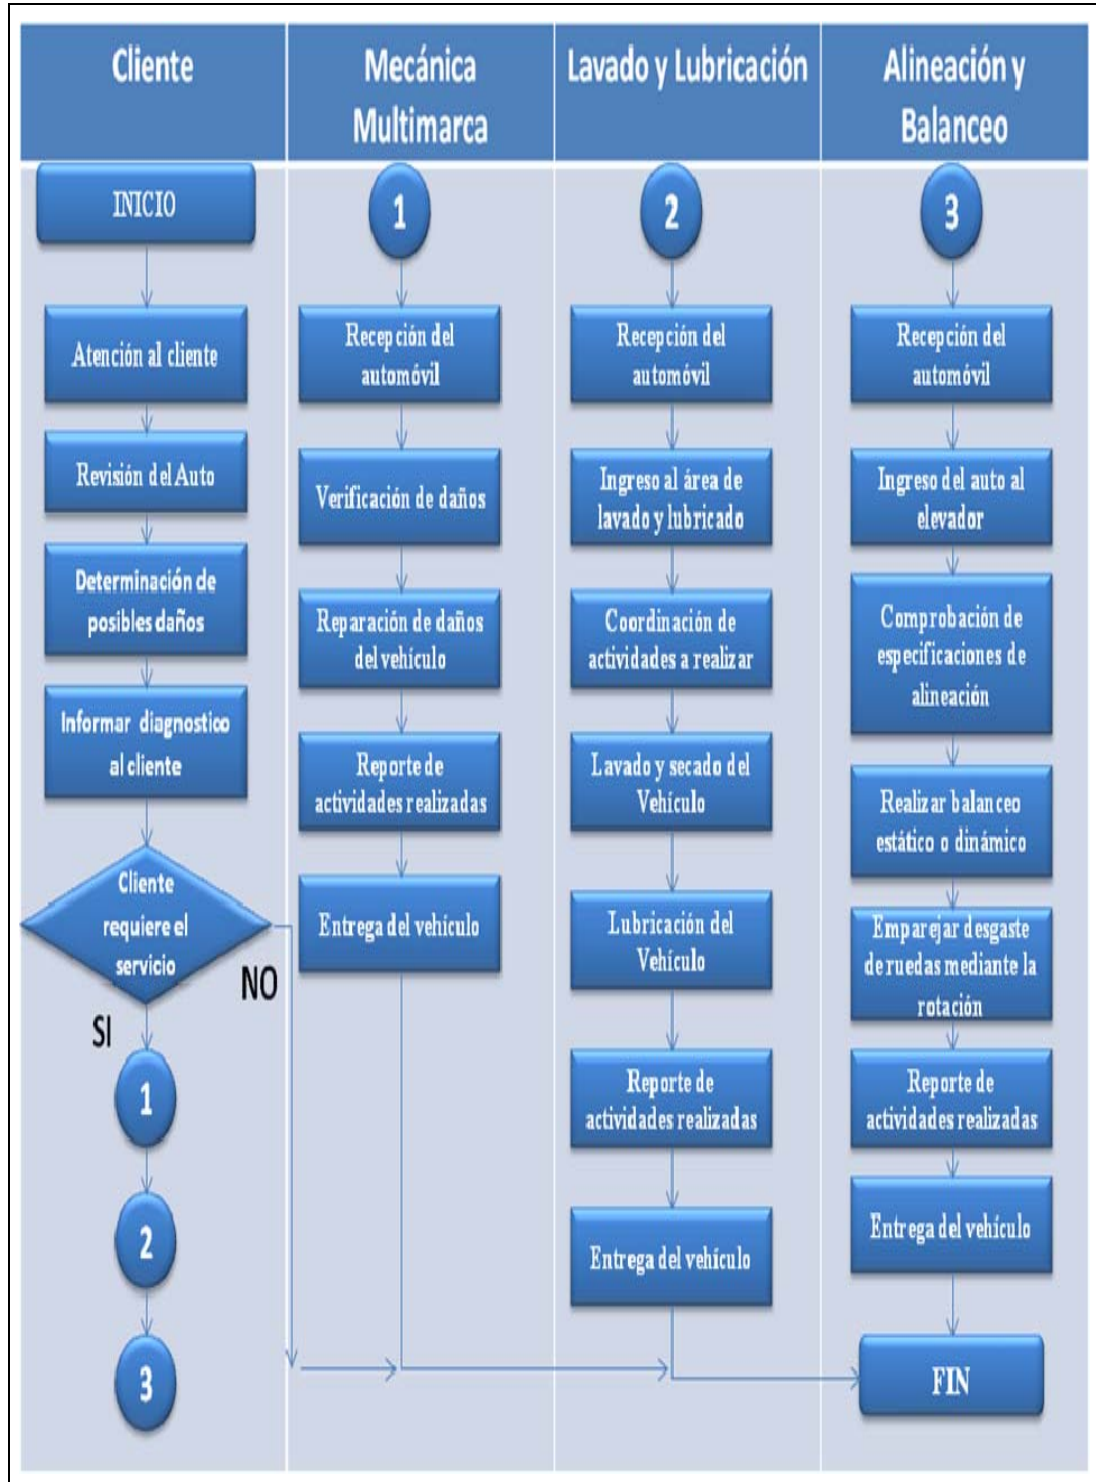 Cliente
Mecánica
Multimarca
Lavado y Lubricación
Alineación y
Balanceo
INICIO
Atención al cliente
Revisión del Auto
Determinación de
posibles daños
Informar diagnostico
al cliente
Cliente
requiere el
servicio
NO
SI
1
2
3
1
Recepción del
automóvil
Verificación de daños
Reparación de daños
del vehículo
Reporte de
actividades realizadas
Entrega del vehículo
2
Recepción del
automóvil
Ingreso al área de
lavado y lubricado
Coordinación de
actividades a realizar
Lavado y secado del
Vehículo
Lubricación del
Vehículo
Reporte de
actividades realizadas
Entrega del vehículo
3
Recepción del
automóvil
Ingreso del auto al
elevador
Comprobación de
especificaciones de
alineación
Realizar balanceo
estático o dinámico
Emparejar desgaste
de ruedas mediante la
rotación
Reporte de
actividades realizadas
Entrega del vehículo
FIN